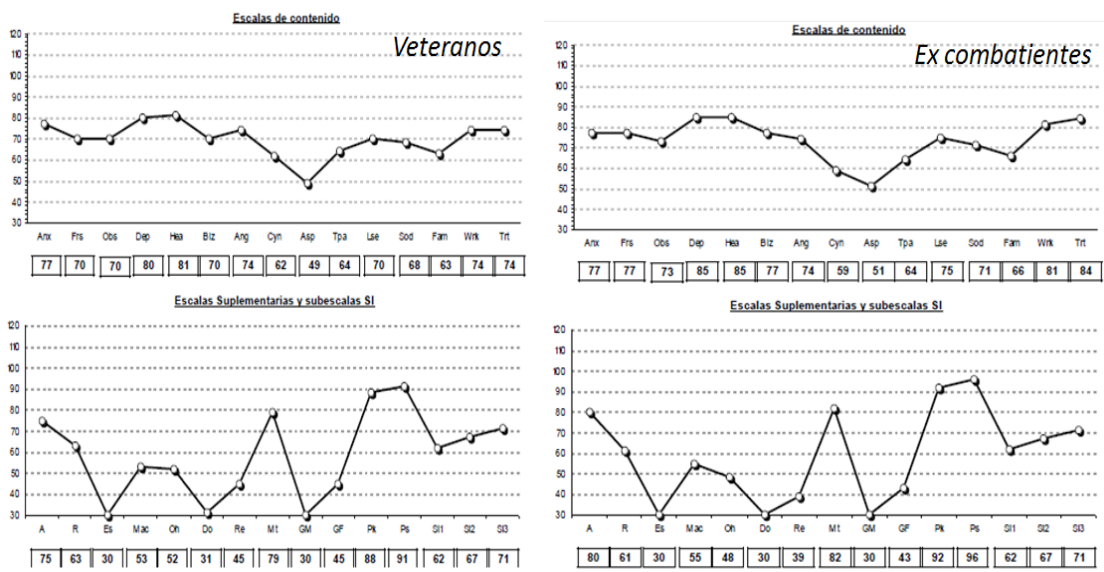 Escalas de contenido
Veteranos
120
110
100
90
80
70
60
50
40
30
Anx Frs Obs Dep Hea Biz Ang Cyn Asp Tpa Lse Sod Fam Wrk Trt
77 70 70 80 81 70 74 62 49 64 70 68 63 74 74
Escalas de contenido
Ex combatientes
120
110
100
90
80
70
60
50
40
30
Anx Frs Obs Dep Hea Biz Ang Cyn Asp Tpa Lse Sod Fam Wrk Trt
77 77 73 85 85 77 74 59 51 64 75 71 66 81 84
Escalas Suplementarias y subescalas SI
120
110
100
90
80
70
60
50
40
30
A R Es Mac Oh Do Re Mt GM GF Pk Ps SI1 SI2 SI3
75 63 30 53 52 31 45 79 30 45 88 91 62 67 71
Escalas Suplementarias y subescalas SI
120
110
100
90
80
70
60
50
40
30
A R Es Mac Oh Do Re Mt GM GF Pk Ps SI1 SI2 SI3
80 61 30 55 48 30 39 82 30 43 92 96 62 67 71